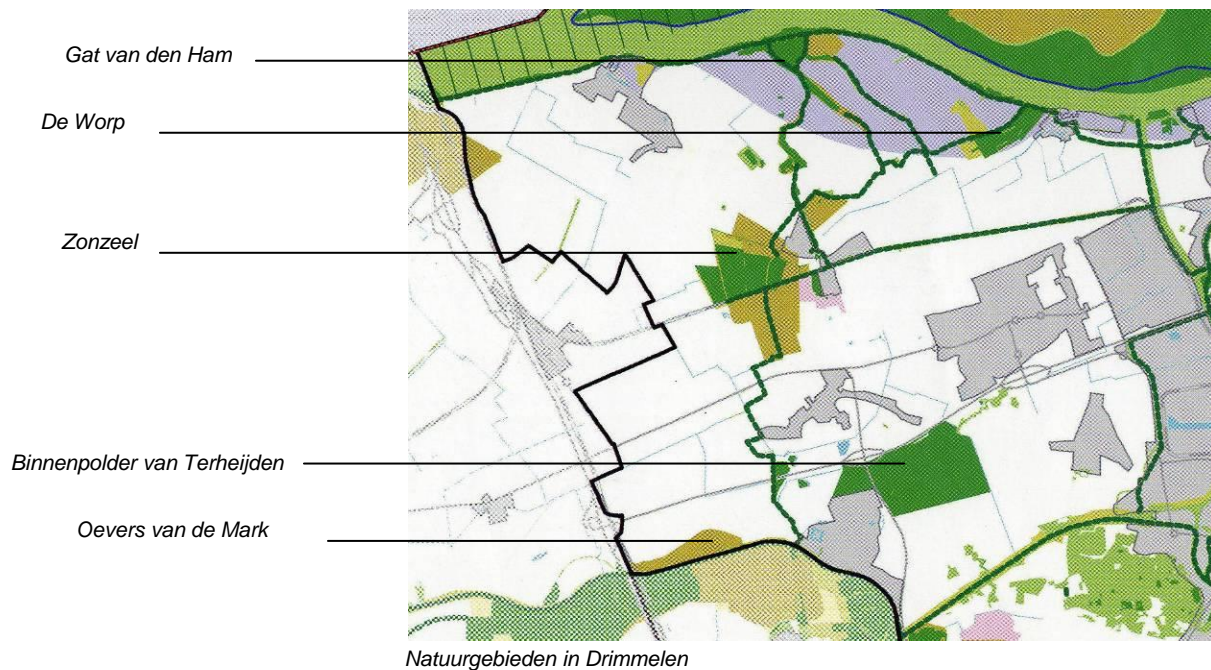 Gat van den Ham
De Worp
Zonzeel
Binnenpolder van Terheijden
Oevers van de Mark
Natuurgebieden in Drimmelen